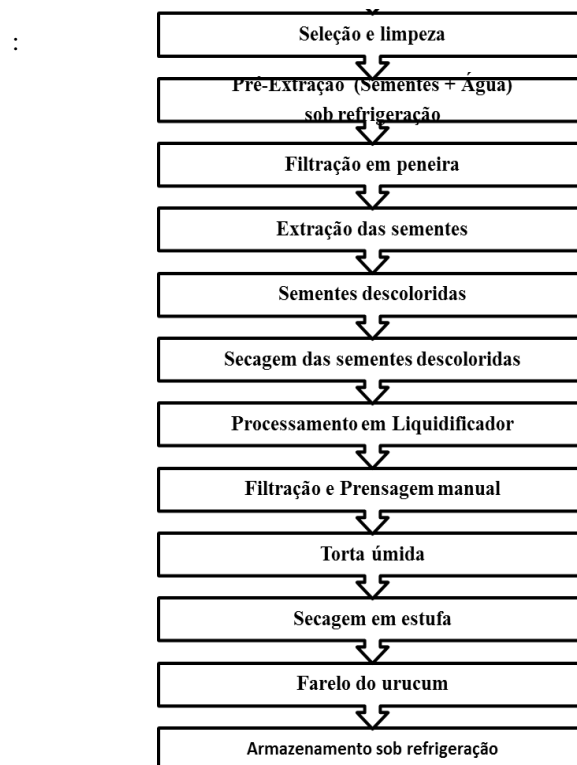 :
Seleção e limpeza
Pré-Extração (Sementes + Água)
sob refrigeração
Filtração em peneira
Extração das sementes
Sementes descoloridas
Secagem das sementes descoloridas
Processamento em Liquidificador
Filtração e Prensagem manual
Torta úmida
Secagem em estufa
Farelo do urucum
Armazenamento sob refrigeração